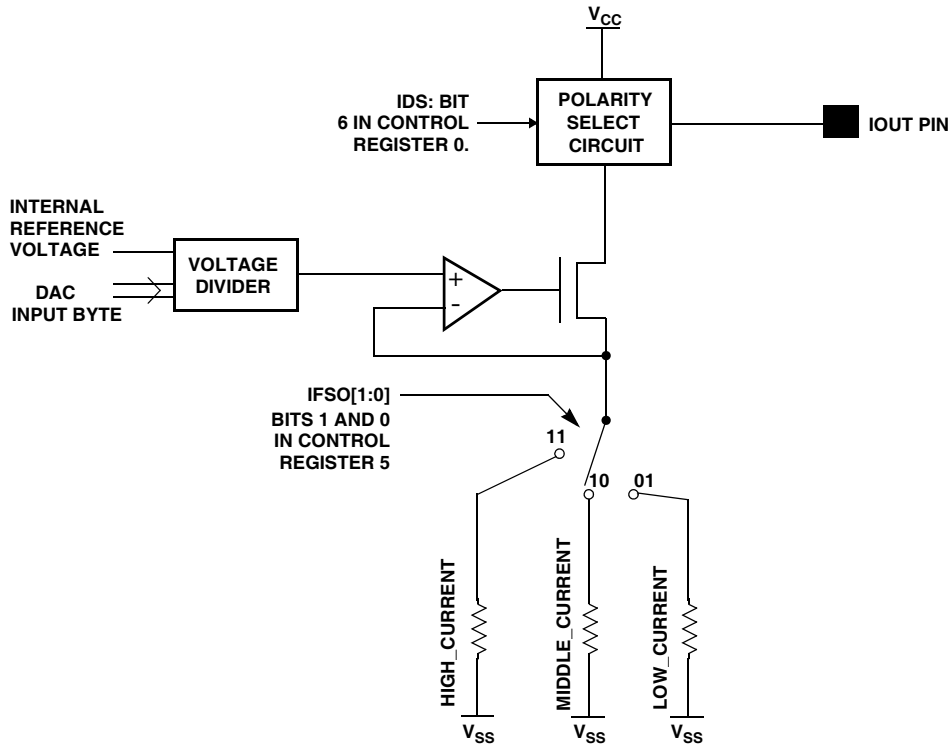 VCC
IDS: BIT
6 IN CONTROL
REGISTER 0.
POLARITY
SELECT
CIRCUIT
IOUT PIN
INTERNAL
REFERENCE
VOLTAGE
DAC
INPUT BYTE
VOLTAGE
DIVIDER
+
-
IFSO[1:0]
BITS 1 AND 0
IN CONTROL
REGISTER 5
11
10
01
HIGH_CURRENT
MIDDLE_CURRENT
LOW_CURRENT
VSS
VSS
VSS